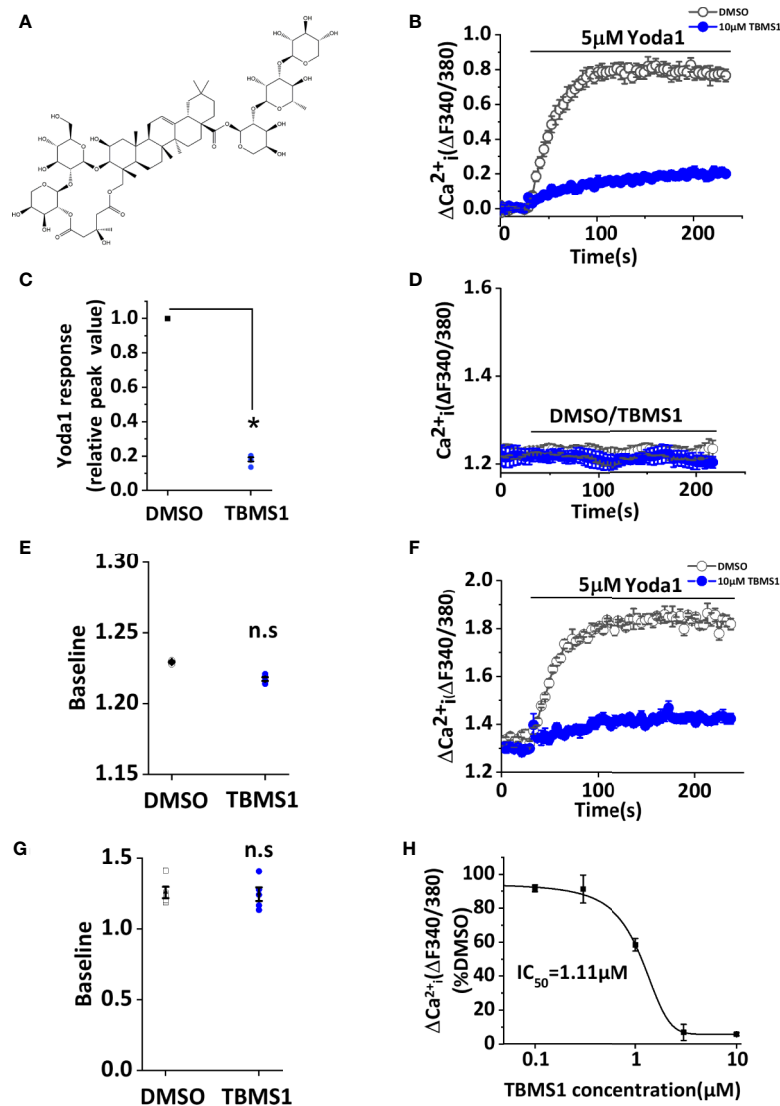 A
B
DMSO
10μM TBMS1
5μM Yoda1
ΔCa²⁺i(ΔF340/380)
0.8
0.6
0.4
0.2
0.0
0
100
200
Time(s)
C
Yoda1 response
(relative peak value)
1.0
0.8
0.6
0.4
0.2
0.0
*
DMSO
TBMS1
D
Ca²⁺i(ΔF340/380)
1.6
1.4
1.2
DMSO/TBMS1
0
100
200
Time(s)
E
Baseline
1.30
1.25
1.20
1.15
n.s
DMSO
TBMS1
F
DMSO
10μM TBMS1
5μM Yoda1
ΔCa²⁺i(ΔF340/380)
2.0
1.8
1.6
1.4
1.2
0
100
200
Time(s)
G
Baseline
1.5
1.0
0.5
0.0
n.s
DMSO
TBMS1
H
ΔCa²⁺i(ΔF340/380)
(%DMSO)
100
80
60
40
20
0
IC₅₀=1.11μM
0.1
1
10
TBMS1 concentration(μM)